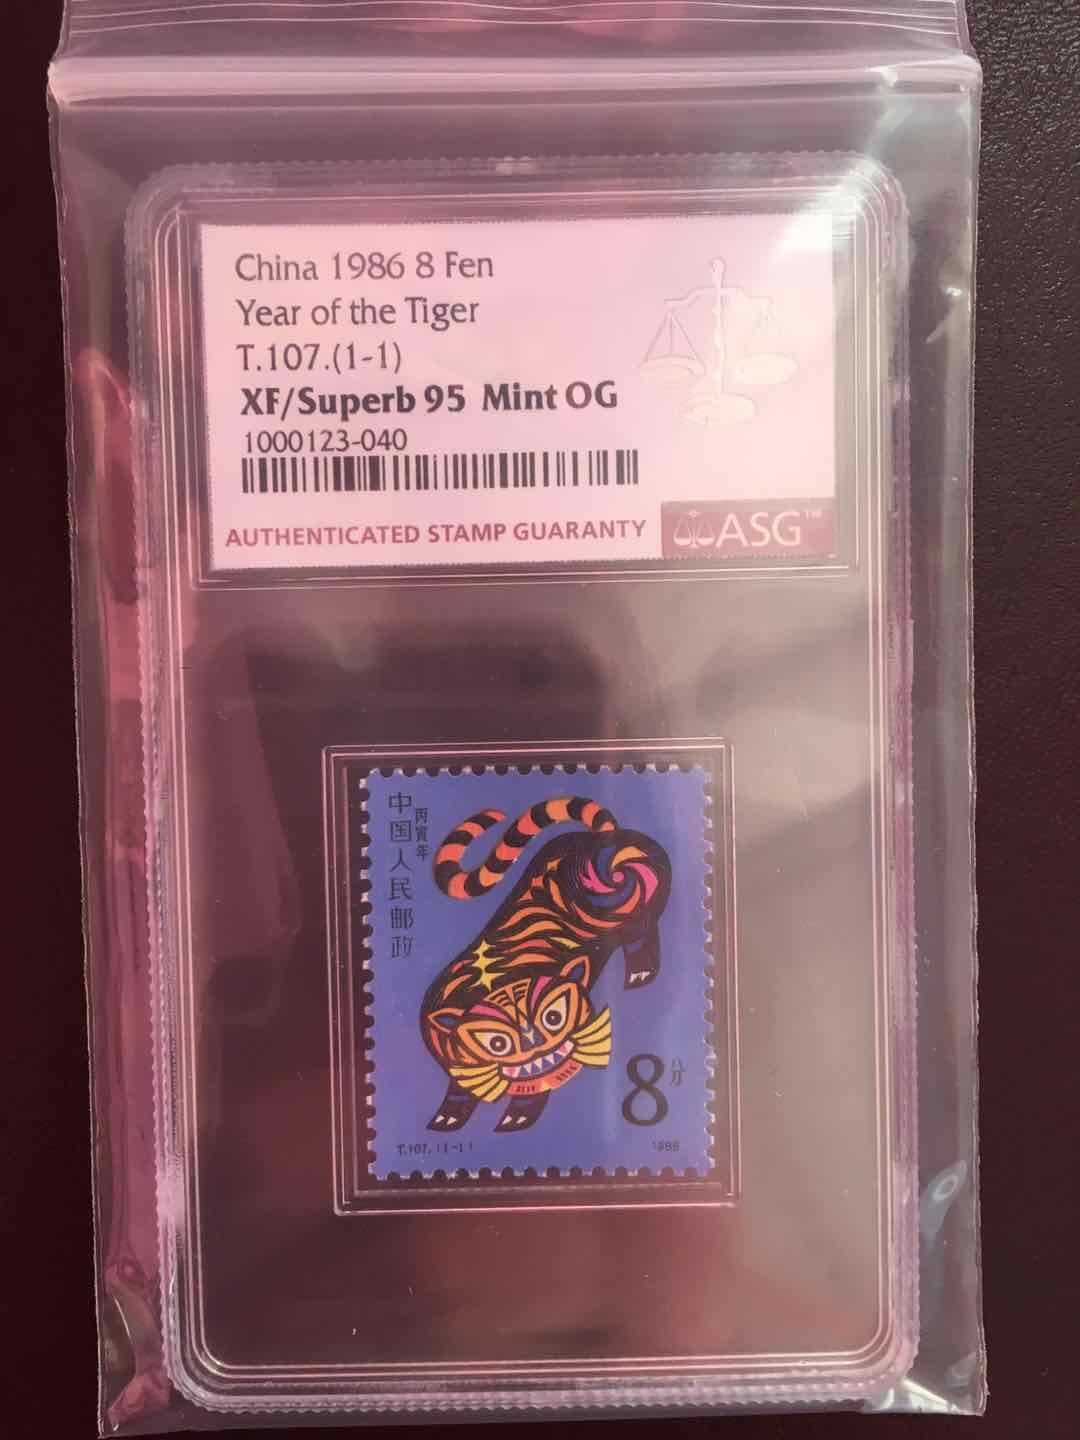 China 1986 8 Fen
Year of the Tiger
T.107.(1-1)
XF/Superb 95 Mint OG
1000123-040
AUTHENTICATED STAMP GUARANTY
ASG™
中国人民邮政
丙寅年
8分
T.107.(1-1)
1986